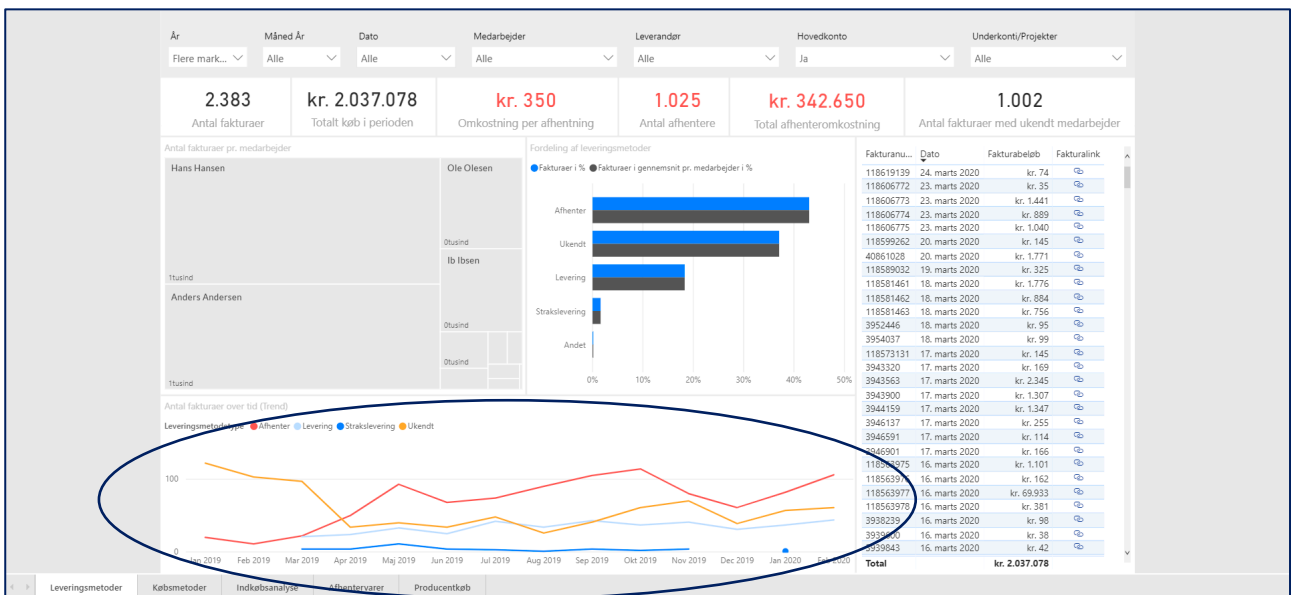 År Måned År Dato Medarbejder Leverandør Hovedkonto Underkonti/Projekter
Flere mark... Alle Alle Alle Alle Ja Alle
2.383 kr. 2.037.078 kr. 350 1.025 kr. 342.650 1.002
Antal fakturaer Totalt køb i perioden Omkostning per afhentning Antal afhentere Total afhenteromkostning Antal fakturaer med ukendt medarbejder
Antal fakturaer pr. medarbejder
Hans Hansen
1tusind
Anders Andersen
1tusind
Ole Olesen
0tusind
Ib Ibsen
0tusind
0tusind
Fordeling af leveringsmetoder
Fakturaer i % Fakturaer i gennemsnit pr. medarbejder i %
Afhenter
Ukendt
Levering
Strakslevering
Andet
0% 10% 20% 30% 40% 50%
Fakturanu... Dato Fakturabeløb Fakturalink
118619139 24. marts 2020 kr. 74
118606772 23. marts 2020 kr. 35
118606773 23. marts 2020 kr. 1.441
118606774 23. marts 2020 kr. 889
118606775 23. marts 2020 kr. 1.040
118599262 20. marts 2020 kr. 145
40861028 20. marts 2020 kr. 1.771
118589032 19. marts 2020 kr. 325
118581461 18. marts 2020 kr. 1.776
118581462 18. marts 2020 kr. 884
118581463 18. marts 2020 kr. 756
3952446 18. marts 2020 kr. 95
3954037 18. marts 2020 kr. 99
118573131 17. marts 2020 kr. 145
3943320 17. marts 2020 kr. 169
3943563 17. marts 2020 kr. 2.345
3943900 17. marts 2020 kr. 1.307
3944159 17. marts 2020 kr. 1.347
3946137 17. marts 2020 kr. 255
3946591 17. marts 2020 kr. 114
3946901 17. marts 2020 kr. 166
118563975 16. marts 2020 kr. 1.101
118563976 16. marts 2020 kr. 162
118563977 16. marts 2020 kr. 69.933
118563978 16. marts 2020 kr. 381
3938239 16. marts 2020 kr. 98
16. marts 2020 kr. 38
3939843 16. marts 2020 kr. 42
Total kr. 2.037.078
Antal fakturaer over tid (Trend)
Leveringsmetodetype Afhenter Levering Strakslevering Ukendt
100
0
Jan 2019 Feb 2019 Mar 2019 Apr 2019 Maj 2019 Jun 2019 Jul 2019 Aug 2019 Sep 2019 Okt 2019 Nov 2019 Dec 2019 Jan 2020 Feb 2020
Leveringsmetoder Købsmetoder Indkøbsanalyse Afhentervarer Producentkøb